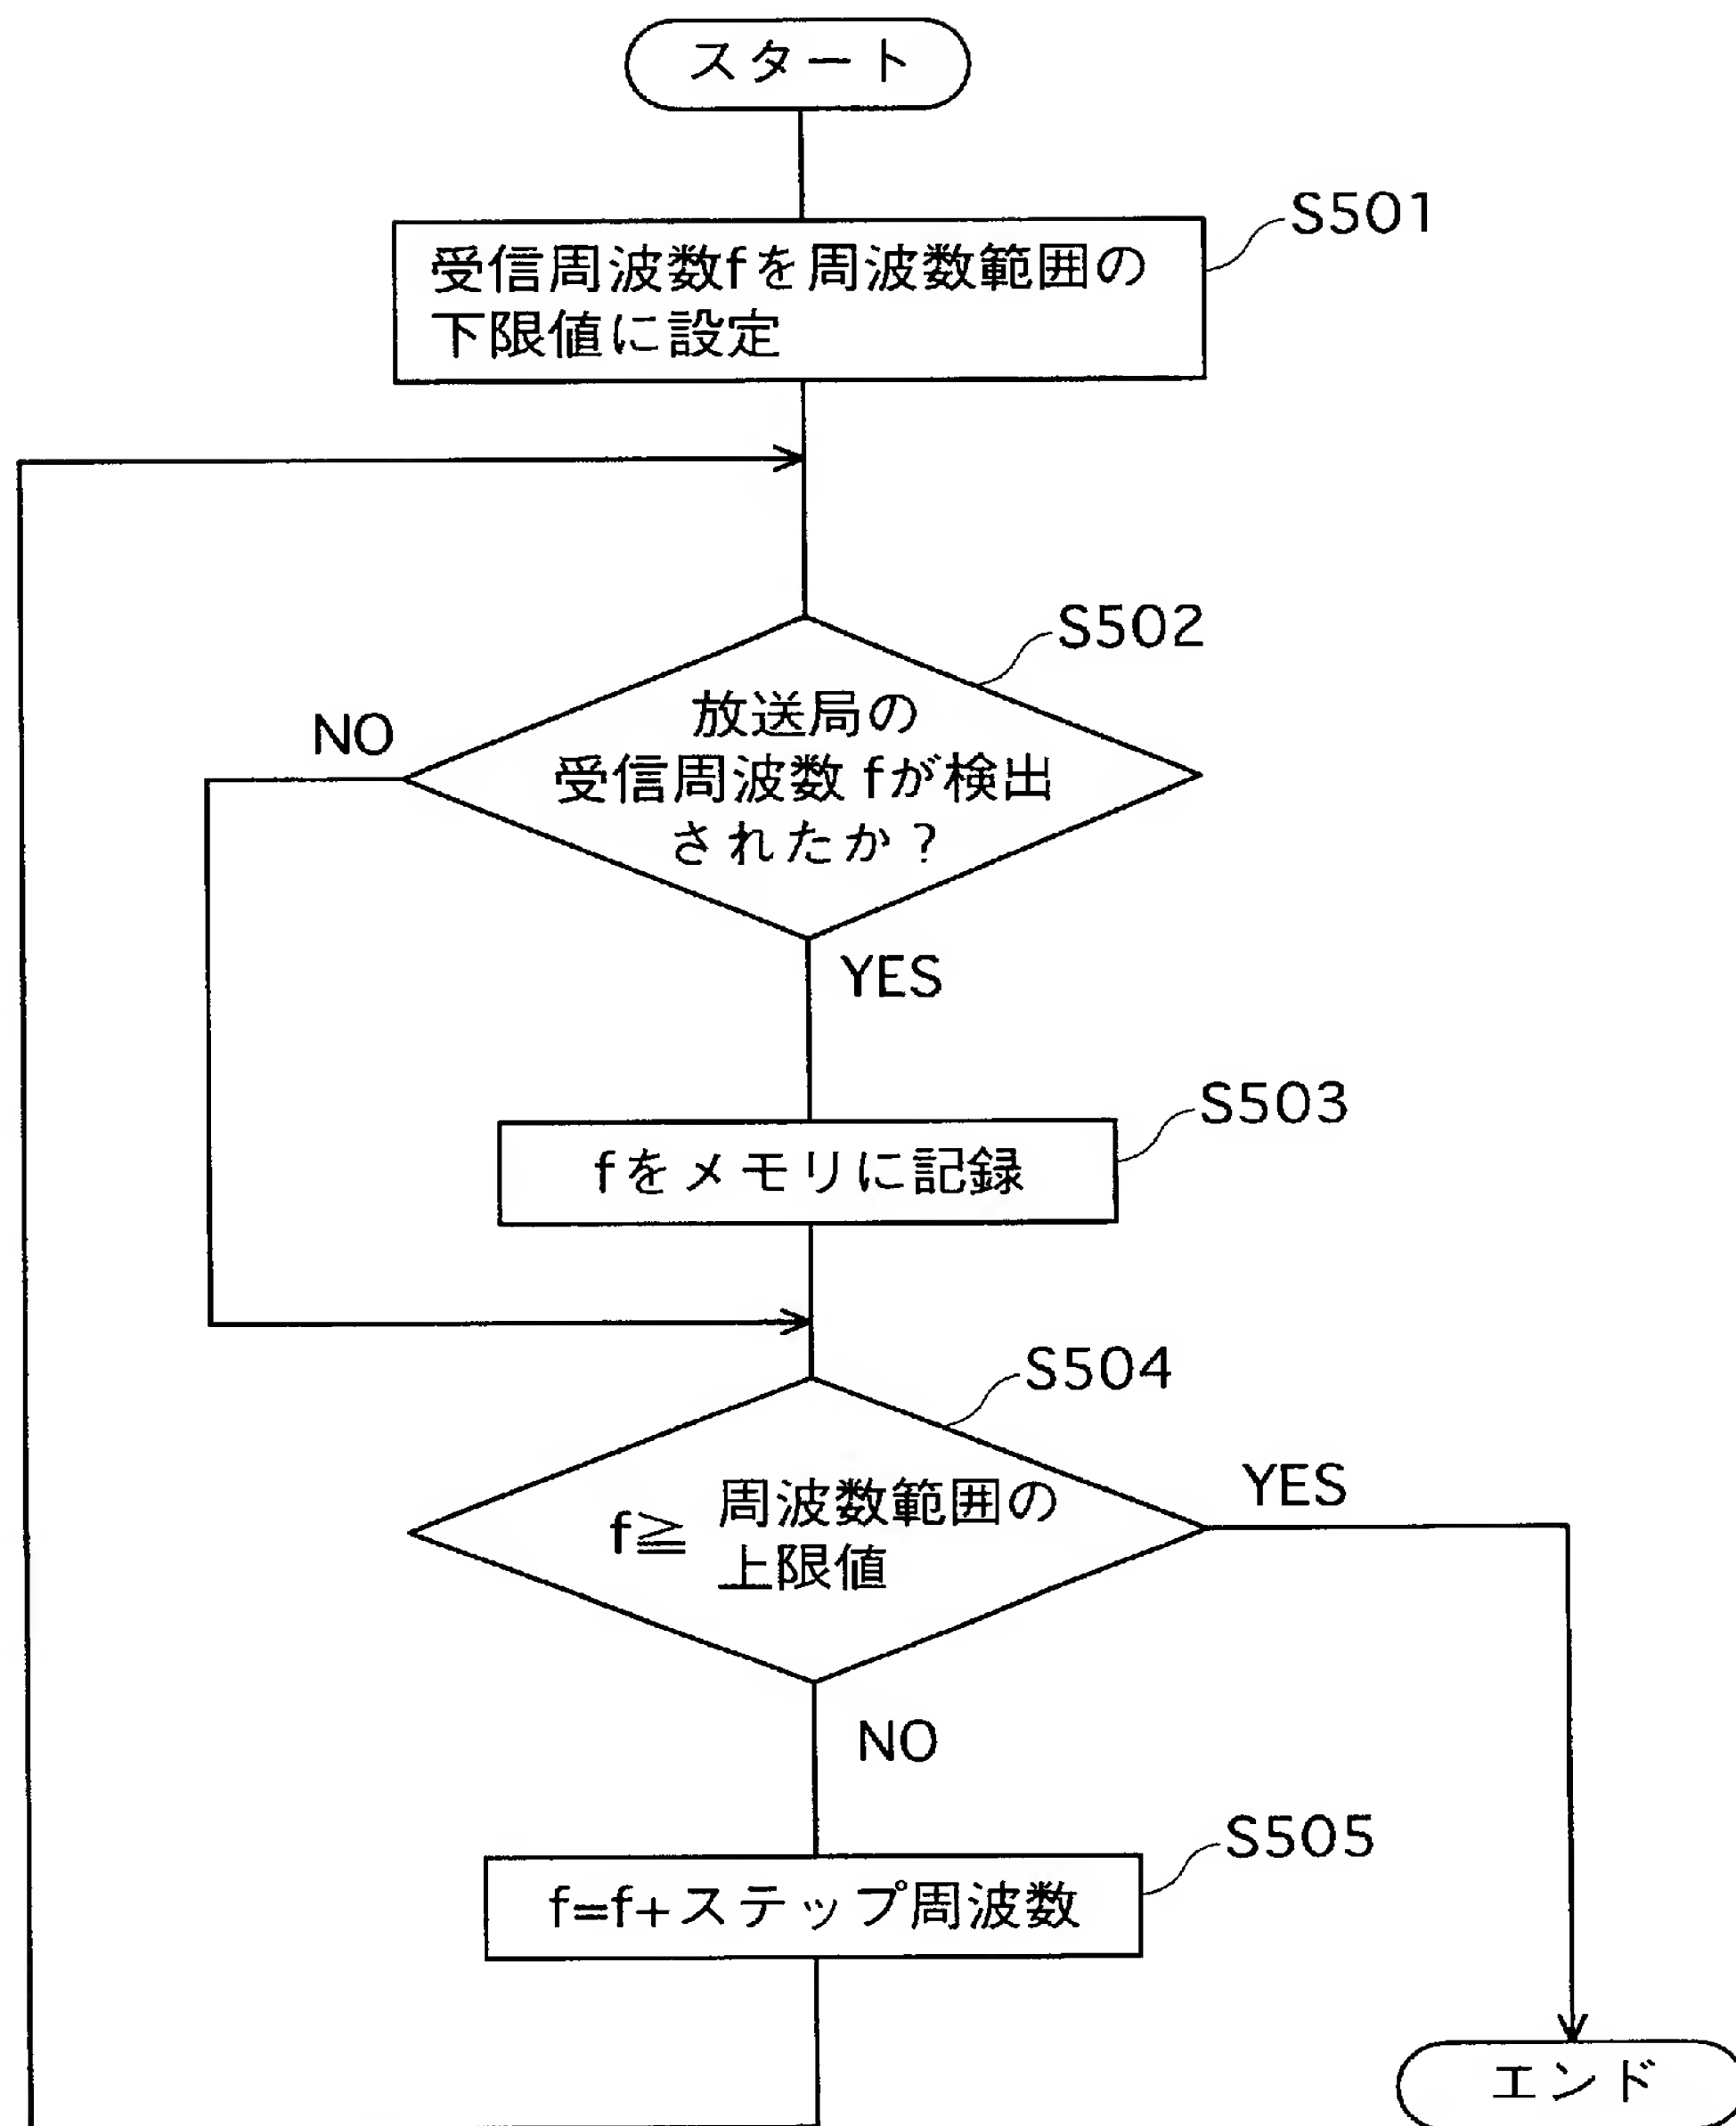 スタート
S501
受信周波数fを周波数範囲の
下限値に設定
S502
放送局の
受信周波数fが検出
されたか？
NO
YES
S503
fをメモリに記録
S504
f≧ 周波数範囲の
上限値
YES
NO
S505
f=f+ステップ周波数
エンド